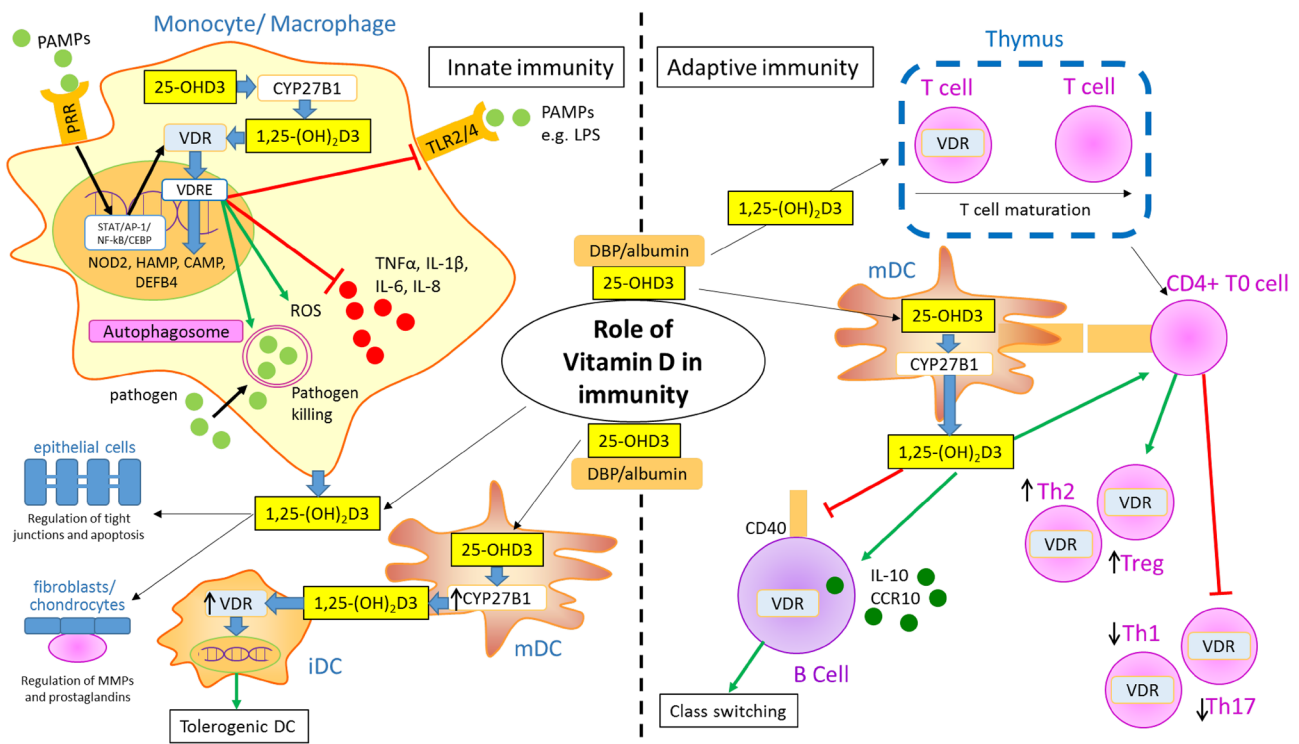 Monocyte/ Macrophage
PAMPs
PRR
25-OHD3
CYP27B1
VDR
1,25-(OH)2D3
VDRE
STAT/AP-1/
NF-kB/CEBP
NOD2, HAMP, CAMP,
DEFB4
TLR2/4
PAMPs
e.g. LPS
TNFα, IL-1β,
IL-6, IL-8
ROS
Autophagosome
pathogen
Pathogen
killing
Innate immunity
Adaptive immunity
DBP/albumin
25-OHD3
Role of
Vitamin D in
immunity
25-OHD3
DBP/albumin
epithelial cells
Regulation of tight
junctions and apoptosis
1,25-(OH)2D3
fibroblasts/
chondrocytes
Regulation of MMPs
and prostaglandins
25-OHD3
CYP27B1
mDC
1,25-(OH)2D3
VDR
iDC
Tolerogenic DC
Thymus
T cell
T cell
VDR
T cell maturation
1,25-(OH)2D3
mDC
25-OHD3
CYP27B1
CD4+ T0 cell
1,25-(OH)2D3
CD40
VDR
IL-10
CCR10
B Cell
Class switching
Th2
VDR
VDR
Treg
Th1
VDR
VDR
Th17